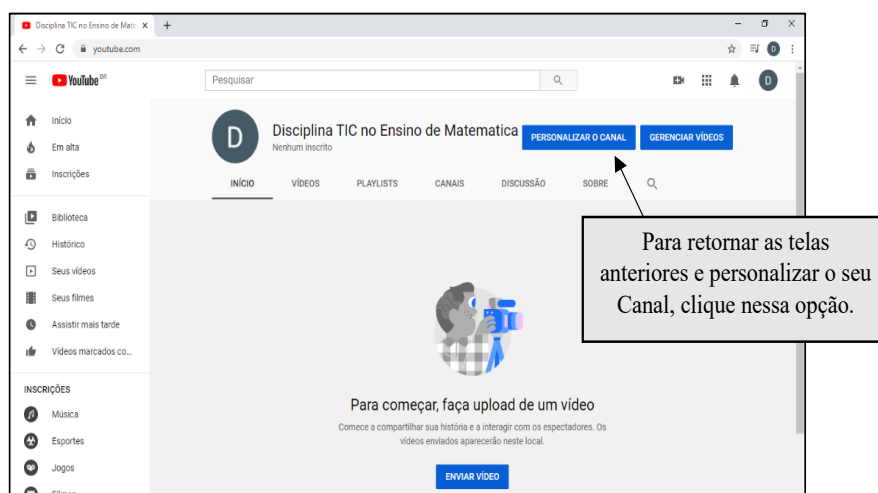 Disciplina TIC no Ensino de Mate
youtube.com
D
YouTube BR
Pesquisar
D
Início
Em alta
Inscrições
Biblioteca
Histórico
Seus vídeos
Seus filmes
Assistir mais tarde
Vídeos marcados co...
INSCRIÇÕES
Música
Esportes
Jogos
Filmes
D
Disciplina TIC no Ensino de Matematica
Nenhum inscrito
PERSONALIZAR O CANAL
GERENCIAR VÍDEOS
INÍCIO VÍDEOS PLAYLISTS CANAIS DISCUSSÃO SOBRE
Para retornar as telas
anteriores e personalizar o seu
Canal, clique nessa opção.
Para começar, faça upload de um vídeo
Comece a compartilhar sua história e a interagir com os espectadores. Os
vídeos enviados aparecerão neste local.
ENVIAR VÍDEO